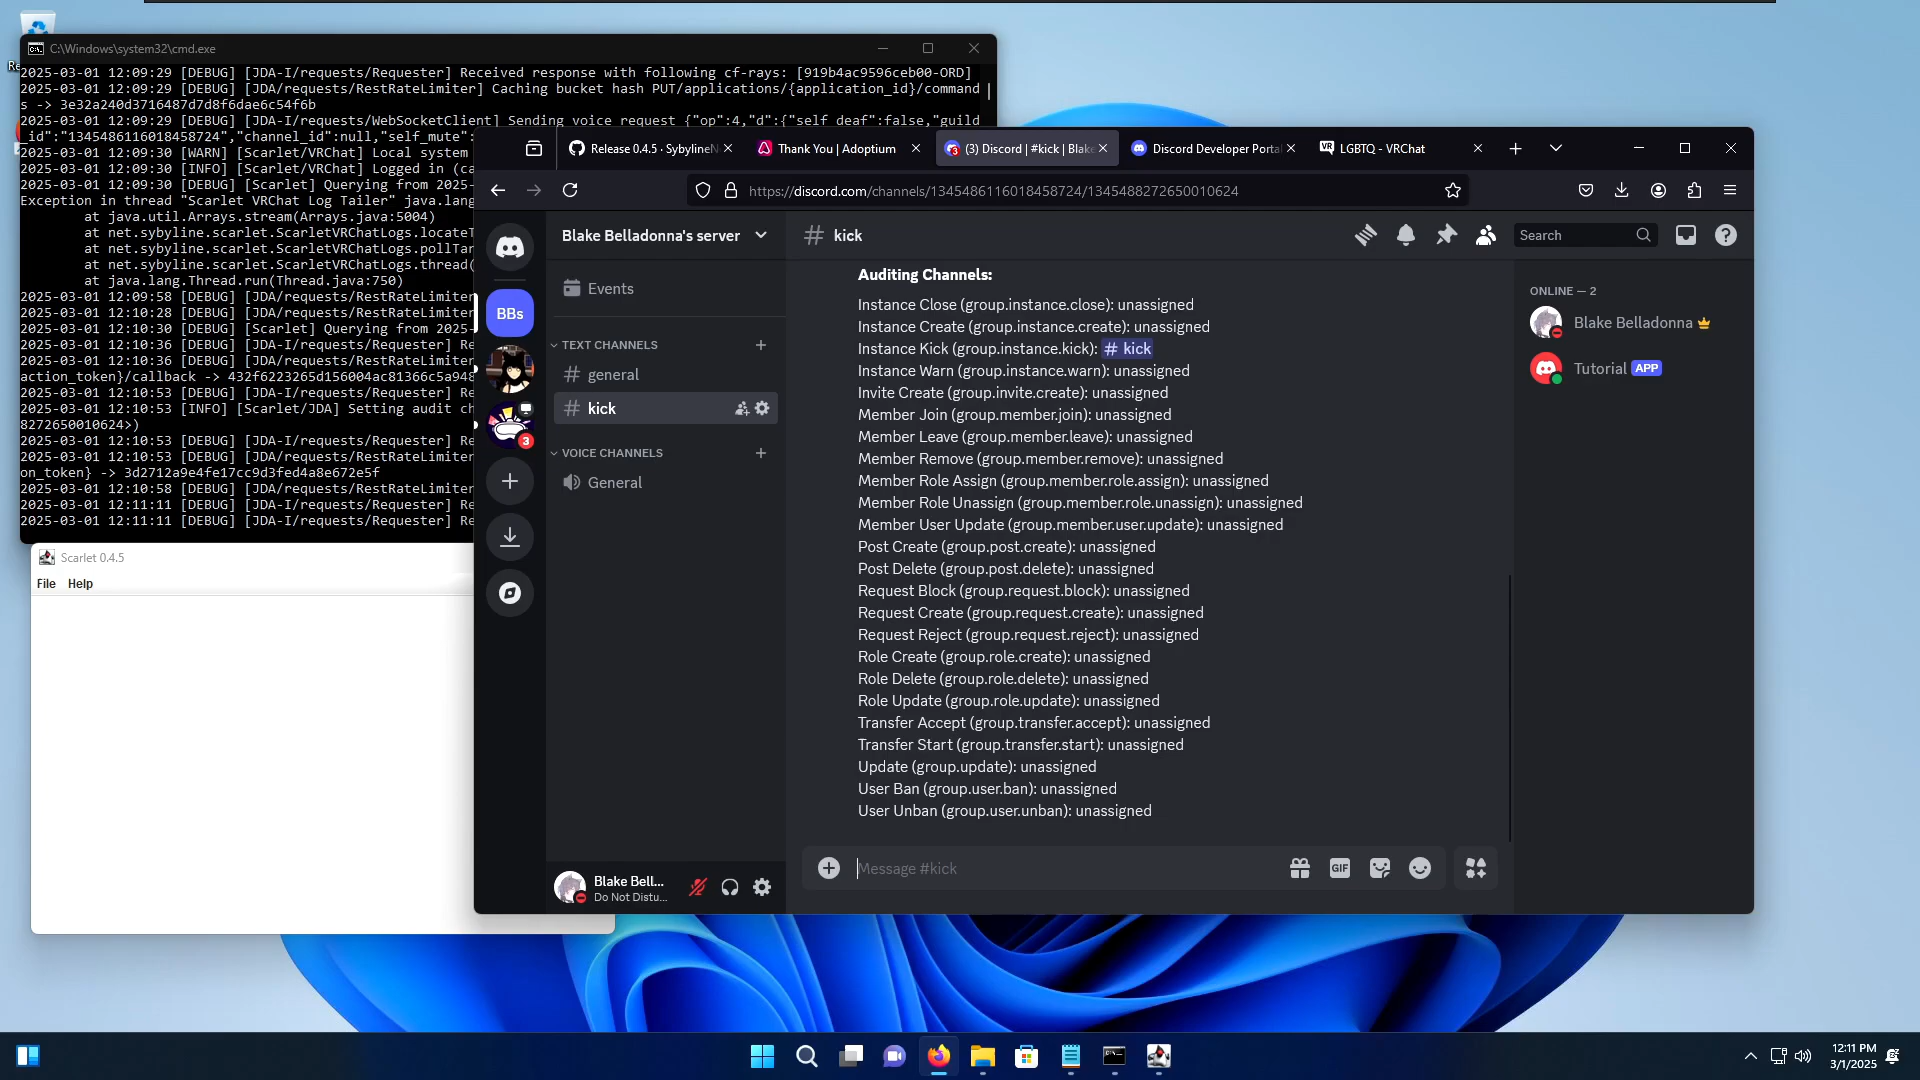 C:\Windows\system32\cmd.exe
2025-03-01 12:09:29 [DEBUG] [JDA-I/requests/Requester] Received response with following cf-rays: [919b4ac9596ceb00-ORD]
2025-03-01 12:09:29 [DEBUG] [JDA/requests/RestRateLimiter] Caching bucket hash PUT/applications/{application_id}/command
s -> 3e32a240d3716487d7d8f6dae6c54f6b
2025-03-01 12:09:29 [DEBUG] [JDA-I/requests/WebSocketClient] Sending voice request {"op":4,"d":{"self_deaf":false,"guild
_id":"1345486116018458724","channel_id":null,"self_mute":
2025-03-01 12:09:30 [WARN] [Scarlet/VRChat] Local system
2025-03-01 12:09:30 [INFO] [Scarlet/VRChat] Logged in (ca
2025-03-01 12:09:30 [DEBUG] [Scarlet] Querying from 2025-
Exception in thread "Scarlet VRChat Log Tailer" java.lang
at java.util.Arrays.stream(Arrays.java:5004)
at net.sybyline.scarlet.ScarletVRChatLogs.locateT
at net.sybyline.scarlet.ScarletVRChatLogs.pollTar
at net.sybyline.scarlet.ScarletVRChatLogs.thread(
at java.lang.Thread.run(Thread.java:750)
2025-03-01 12:09:58 [DEBUG] [JDA/requests/RestRateLimiter
2025-03-01 12:10:28 [DEBUG] [JDA/requests/RestRateLimiter
2025-03-01 12:10:30 [DEBUG] [Scarlet] Querying from 2025-
2025-03-01 12:10:36 [DEBUG] [JDA-I/requests/Requester] Re
2025-03-01 12:10:36 [DEBUG] [JDA/requests/RestRateLimiter
action_token}/callback -> 432f6223265d156004ac81366c5a948
2025-03-01 12:10:53 [DEBUG] [JDA-I/requests/Requester] Re
2025-03-01 12:10:53 [INFO] [Scarlet/JDA] Setting audit ch
8272650010624>)
2025-03-01 12:10:53 [DEBUG] [JDA-I/requests/Requester] Re
2025-03-01 12:10:53 [DEBUG] [JDA/requests/RestRateLimiter
on_token} -> 3d2712a9e4fe17cc9d3fed4a8e672e5f
2025-03-01 12:10:58 [DEBUG] [JDA/requests/RestRateLimiter
2025-03-01 12:11:11 [DEBUG] [JDA-I/requests/Requester] Re
2025-03-01 12:11:11 [DEBUG] [JDA-I/requests/Requester] Re
Scarlet 0.4.5
File Help
Release 0.4.5 · SybylineN
Thank You | Adoptium
(3) Discord | #kick | Blake
Discord Developer Portal
LGBTQ - VRChat
https://discord.com/channels/1345486116018458724/1345488272650010624
Blake Belladonna's server
BBs
3
Events
TEXT CHANNELS
general
kick
VOICE CHANNELS
General
Blake Bell...
Do Not Distu...
kick
Search
Auditing Channels:
Instance Close (group.instance.close): unassigned
Instance Create (group.instance.create): unassigned
Instance Kick (group.instance.kick): # kick
Instance Warn (group.instance.warn): unassigned
Invite Create (group.invite.create): unassigned
Member Join (group.member.join): unassigned
Member Leave (group.member.leave): unassigned
Member Remove (group.member.remove): unassigned
Member Role Assign (group.member.role.assign): unassigned
Member Role Unassign (group.member.role.unassign): unassigned
Member User Update (group.member.user.update): unassigned
Post Create (group.post.create): unassigned
Post Delete (group.post.delete): unassigned
Request Block (group.request.block): unassigned
Request Create (group.request.create): unassigned
Request Reject (group.request.reject): unassigned
Role Create (group.role.create): unassigned
Role Delete (group.role.delete): unassigned
Role Update (group.role.update): unassigned
Transfer Accept (group.transfer.accept): unassigned
Transfer Start (group.transfer.start): unassigned
Update (group.update): unassigned
User Ban (group.user.ban): unassigned
User Unban (group.user.unban): unassigned
Message #kick
GIF
ONLINE — 2
Blake Belladonna
Tutorial APP
12:11 PM
3/1/2025